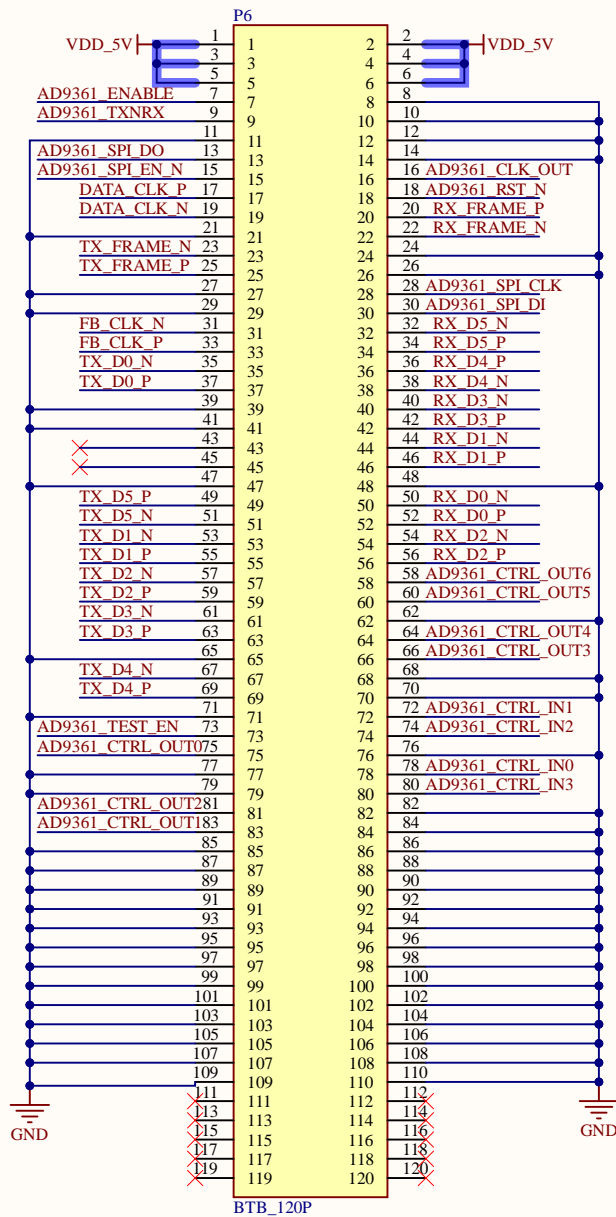 P6
VDD_5V 1 1 2 2 VDD_5V
3 3 4 4
5 5 6 6
AD9361_ENABLE 7 7 8 8
AD9361_TXNRX 9 9 10 10
11 11 12 12
AD9361_SPI_DO 13 13 14 14
AD9361_SPI_EN_N 15 15 16 16 AD9361_CLK_OUT
DATA_CLK_P 17 17 18 18 AD9361_RST_N
DATA_CLK_N 19 19 20 20 RX_FRAME_P
21 21 22 22 RX_FRAME_N
TX_FRAME_N 23 23 24 24
TX_FRAME_P 25 25 26 26
27 27 28 28 AD9361_SPI_CLK
29 29 30 30 AD9361_SPI_DI
FB_CLK_N 31 31 32 32 RX_D5_N
FB_CLK_P 33 33 34 34 RX_D5_P
TX_D0_N 35 35 36 36 RX_D4_P
TX_D0_P 37 37 38 38 RX_D4_N
39 39 40 40 RX_D3_N
41 41 42 42 RX_D3_P
43 43 44 44 RX_D1_N
45 45 46 46 RX_D1_P
47 47 48 48
TX_D5_P 49 49 50 50 RX_D0_N
TX_D5_N 51 51 52 52 RX_D0_P
TX_D1_N 53 53 54 54 RX_D2_N
TX_D1_P 55 55 56 56 RX_D2_P
TX_D2_N 57 57 58 58 AD9361_CTRL_OUT6
TX_D2_P 59 59 60 60 AD9361_CTRL_OUT5
TX_D3_N 61 61 62 62
TX_D3_P 63 63 64 64 AD9361_CTRL_OUT4
65 65 66 66 AD9361_CTRL_OUT3
TX_D4_N 67 67 68 68
TX_D4_P 69 69 70 70
71 71 72 72 AD9361_CTRL_IN1
AD9361_TEST_EN 73 73 74 74 AD9361_CTRL_IN2
AD9361_CTRL_OUT0 75 75 76 76
77 77 78 78 AD9361_CTRL_IN0
79 79 80 80 AD9361_CTRL_IN3
AD9361_CTRL_OUT2 81 81 82 82
AD9361_CTRL_OUT1 83 83 84 84
85 85 86 86
87 87 88 88
89 89 90 90
91 91 92 92
93 93 94 94
95 95 96 96
97 97 98 98
99 99 100 100
101 101 102 102
103 103 104 104
105 105 106 106
107 107 108 108
109 109 110 110
111 111 112 112
113 113 114 114
GND 115 115 116 116 GND
117 117 118 118
119 119 120 120
BTB_120P